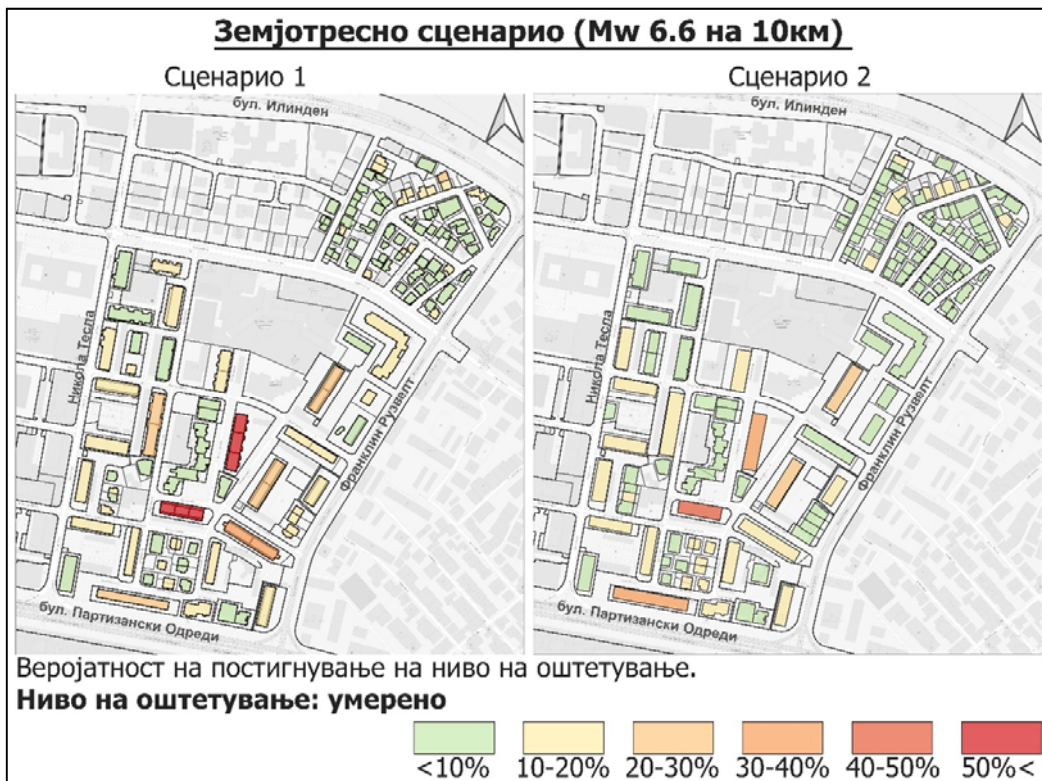 Земјотресно сценарио (Mw 6.6 на 10км)
Сценарио 1
Сценарио 2
бул. Илинден
Никола Тесла
Франклин Рузвелт
бул. Партизански Одреди
бул. Илинден
Никола Тесла
Франклин Рузвелт
бул. Партизански Одреди
Веројатност на постигнување на ниво на оштетување.
Ниво на оштетување: умерено
<10% 10-20% 20-30% 30-40% 40-50% 50%<